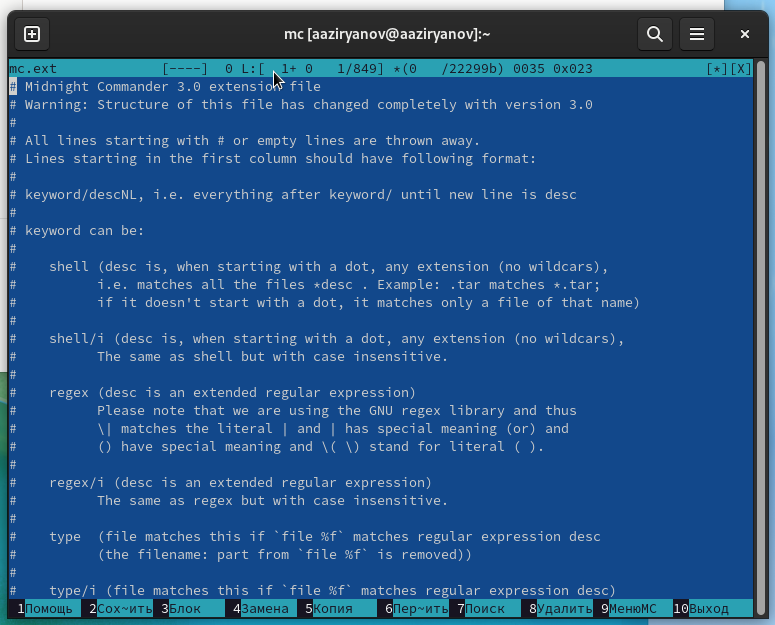 mc [aaziryanov@aaziryanov]:~
mc.ext             [----]  0 L:[  1+ 0   1/849] *(0   /22299b) 0035 0x023              [*][X]
# Midnight Commander 3.0 extension file
# Warning: Structure of this file has changed completely with version 3.0
#
# All lines starting with # or empty lines are thrown away.
# Lines starting in the first column should have following format:
#
# keyword/descNL, i.e. everything after keyword/ until new line is desc
#
# keyword can be:
#
#    shell (desc is, when starting with a dot, any extension (no wildcars),
#          i.e. matches all the files *desc . Example: .tar matches *.tar;
#          if it doesn't start with a dot, it matches only a file of that name)
#
#    shell/i (desc is, when starting with a dot, any extension (no wildcars),
#          The same as shell but with case insensitive.
#
#    regex (desc is an extended regular expression)
#          Please note that we are using the GNU regex library and thus
#          \| matches the literal | and | has special meaning (or) and
#          () have special meaning and \( \) stand for literal ( ).
#
#    regex/i (desc is an extended regular expression)
#          The same as regex but with case insensitive.
#
#    type  (file matches this if `file %f` matches regular expression desc
#          (the filename: part from `file %f` is removed))
#
#    type/i (file matches this if `file %f` matches regular expression desc)
1Помощь  2Сох~ить 3Блок    4Замена  5Копия    6Пер~ить 7Поиск   8Удалить 9МенюМС  10Выход